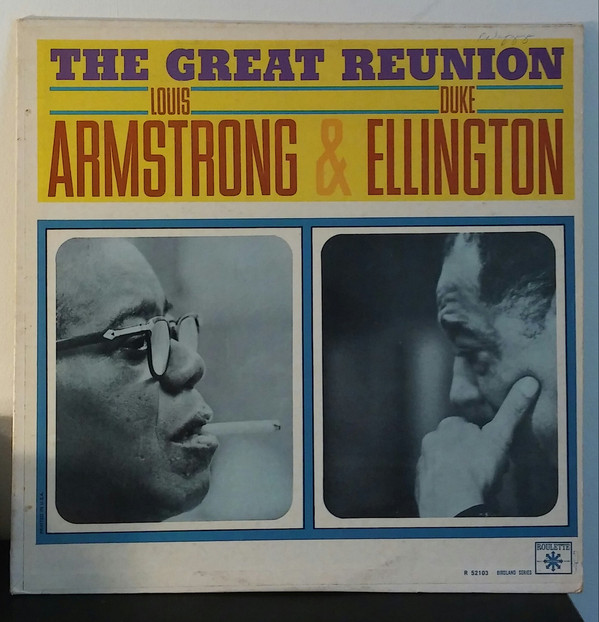 THE GREAT REUNION
LOUIS DUKE
ARMSTRONG & ELLINGTON
ROULETTE
R 52103 BIRDLAND SERIES